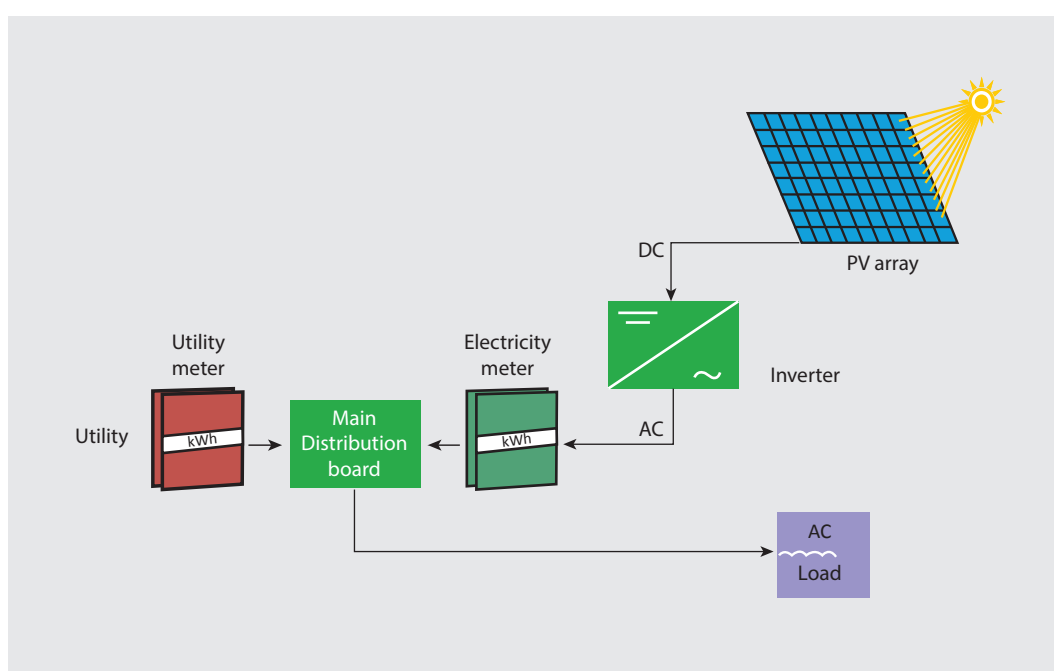 DC
PV array
Utility
meter
Electricity
meter
Inverter
Utility
kWh
Main
Distribution
board
kWh
AC
AC
Load